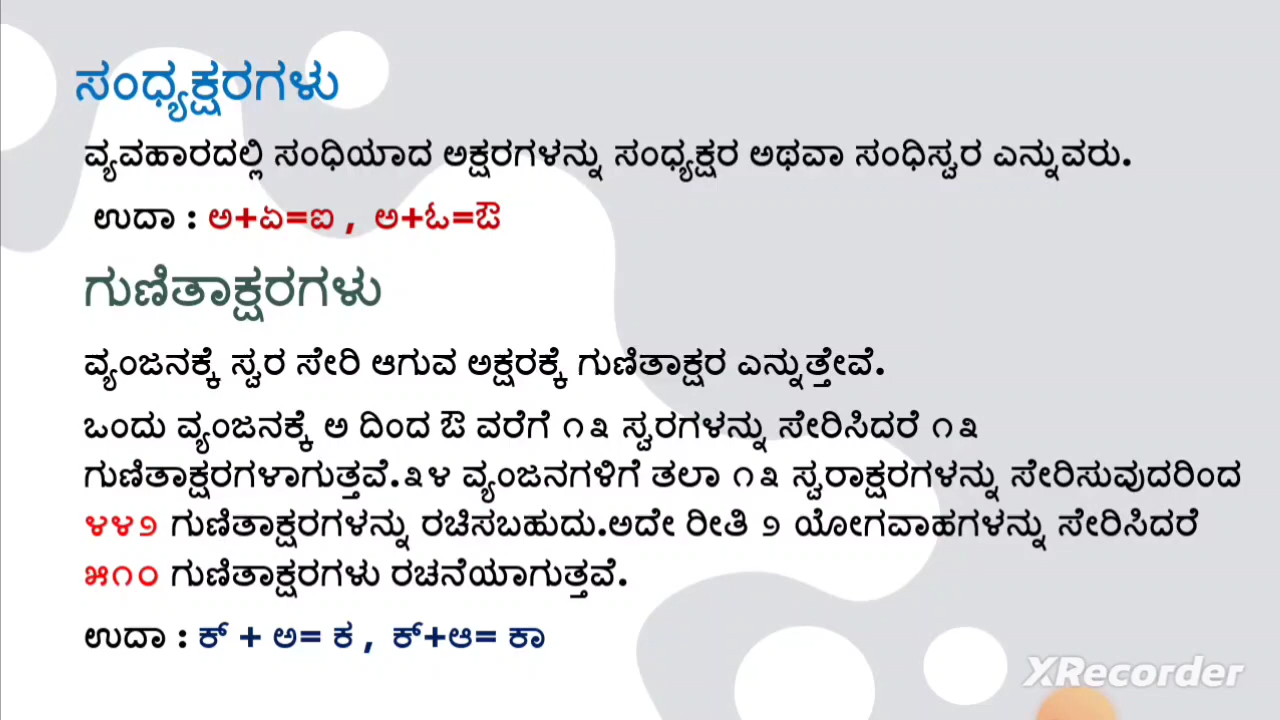 ಸಂಧ್ಯಕ್ಷರಗಳು
ವ್ಯವಹಾರದಲ್ಲಿ ಸಂಧಿಯಾದ ಅಕ್ಷರಗಳನ್ನು ಸಂಧ್ಯಕ್ಷರ ಅಥವಾ ಸಂಧಿಸ್ವರ ಎನ್ನುವರು.
ಉದಾ : ಅ+ಏ=ಐ , ಅ+ಓ=ಔ
ಗುಣಿತಾಕ್ಷರಗಳು
ವ್ಯಂಜನಕ್ಕೆ ಸ್ವರ ಸೇರಿ ಆಗುವ ಅಕ್ಷರಕ್ಕೆ ಗುಣಿತಾಕ್ಷರ ಎನ್ನುತ್ತೇವೆ.
ಒಂದು ವ್ಯಂಜನಕ್ಕೆ ಅ ದಿಂದ ಔ ವರೆಗೆ ೧೩ ಸ್ವರಗಳನ್ನು ಸೇರಿಸಿದರೆ ೧೩
ಗುಣಿತಾಕ್ಷರಗಳಾಗುತ್ತವೆ.೩೪ ವ್ಯಂಜನಗಳಿಗೆ ತಲಾ ೧೩ ಸ್ವರಾಕ್ಷರಗಳನ್ನು ಸೇರಿಸುವುದರಿಂದ
೪೪೨ ಗುಣಿತಾಕ್ಷರಗಳನ್ನು ರಚಿಸಬಹುದು.ಅದೇ ರೀತಿ ೨ ಯೋಗವಾಹಗಳನ್ನು ಸೇರಿಸಿದರೆ
೫೧೦ ಗುಣಿತಾಕ್ಷರಗಳು ರಚನೆಯಾಗುತ್ತವೆ.
ಉದಾ : ಕ್ + ಅ= ಕ , ಕ್+ಆ= ಕಾ
XRecorder